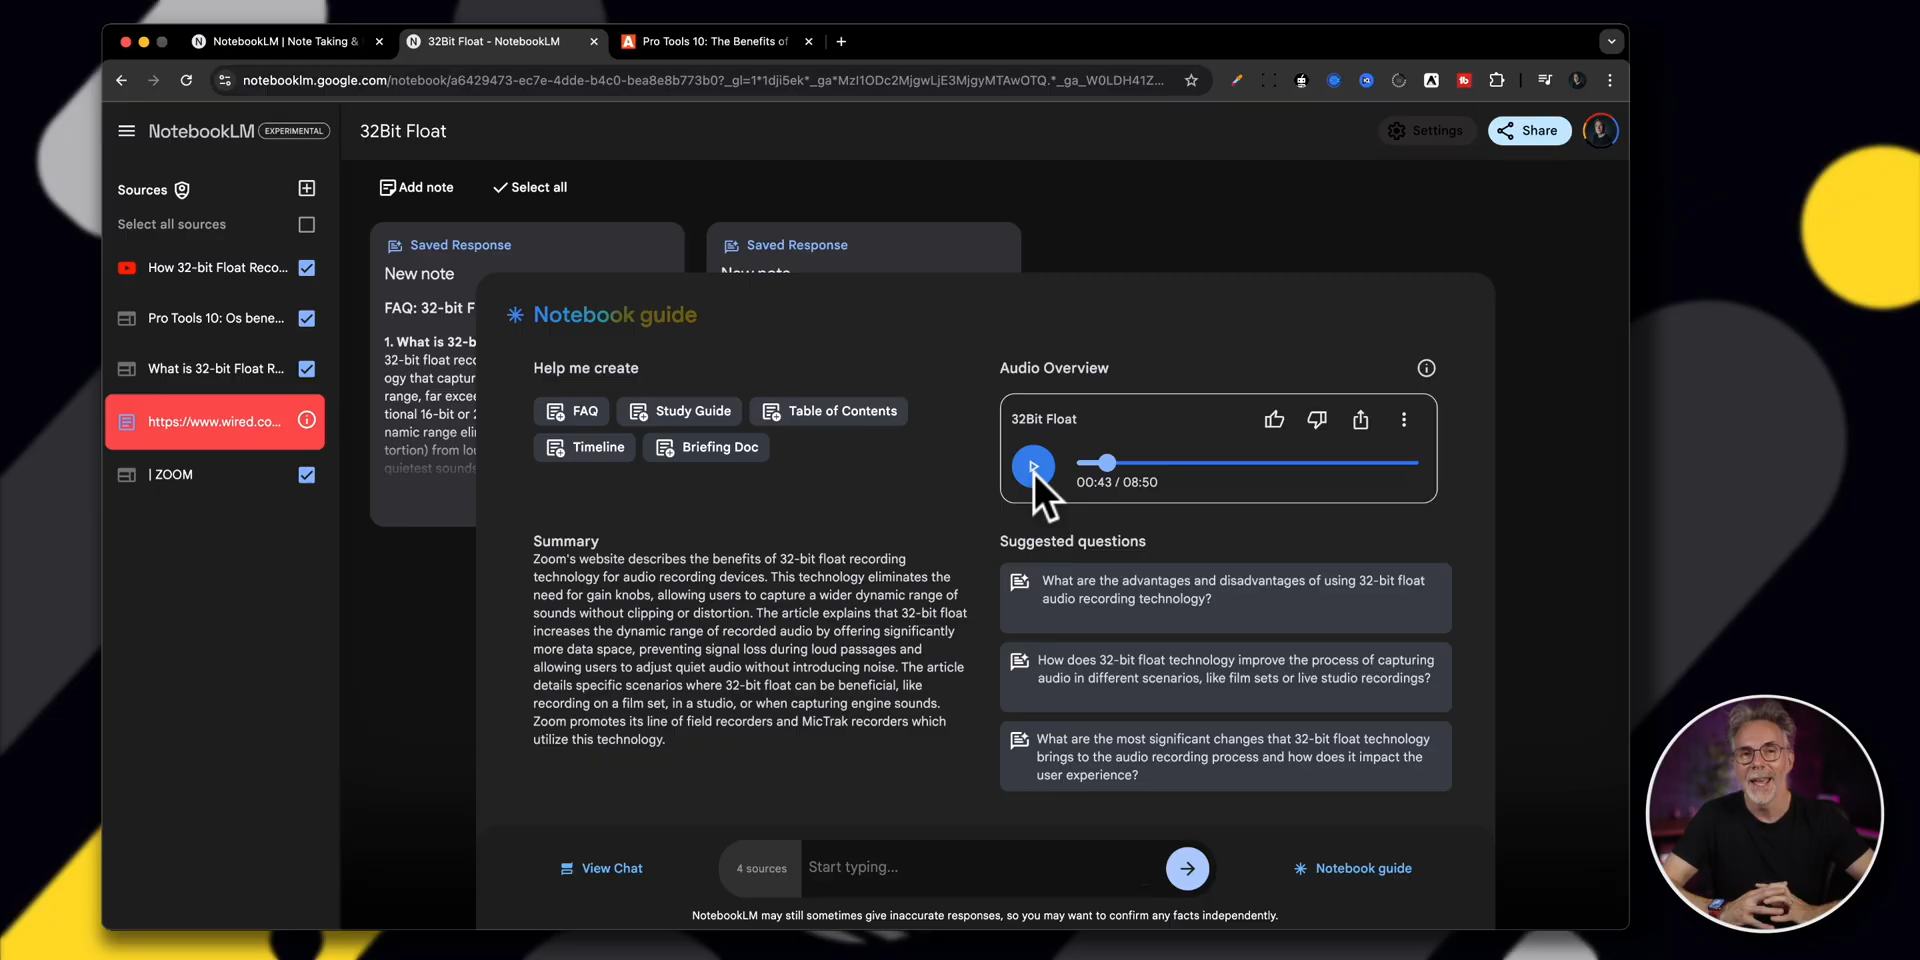 NotebookLM | Note Taking &
32Bit Float - NotebookLM
Pro Tools 10: The Benefits of
notebooklm.google.com/notebook/a6429473-ec7e-4dde-b4c0-bea8e8b773b0?_gl=1*1dji5ek*_ga*MzI1ODc2MjgwLjE3MjgyMTAwOTQ.*_ga_W0LDH41Z...
NotebookLM EXPERIMENTAL
32Bit Float
Settings
Share
Sources
Select all sources
How 32-bit Float Reco...
Pro Tools 10: Os bene...
What is 32-bit Float R...
https://www.wired.co...
| ZOOM
Add note
Select all
Saved Response
New note
FAQ: 32-bit F
1. What is 32-b
32-bit float reco
ogy that captur
range, far excee
tional 16-bit or 2
namic range elim
tortion) from lou
quietest sounds
Saved Response
New note
Notebook guide
Help me create
FAQ
Study Guide
Table of Contents
Timeline
Briefing Doc
Summary
Zoom's website describes the benefits of 32-bit float recording
technology for audio recording devices. This technology eliminates the
need for gain knobs, allowing users to capture a wider dynamic range of
sounds without clipping or distortion. The article explains that 32-bit float
increases the dynamic range of recorded audio by offering significantly
more data space, preventing signal loss during loud passages and
allowing users to adjust quiet audio without introducing noise. The article
details specific scenarios where 32-bit float can be beneficial, like
recording on a film set, in a studio, or when capturing engine sounds.
Zoom promotes its line of field recorders and MicTrak recorders which
utilize this technology.
Audio Overview
32Bit Float
00:43 / 08:50
Suggested questions
What are the advantages and disadvantages of using 32-bit float
audio recording technology?
How does 32-bit float technology improve the process of capturing
audio in different scenarios, like film sets or live studio recordings?
What are the most significant changes that 32-bit float technology
brings to the audio recording process and how does it impact the
user experience?
View Chat
4 sources
Start typing...
Notebook guide
NotebookLM may still sometimes give inaccurate responses, so you may want to confirm any facts independently.